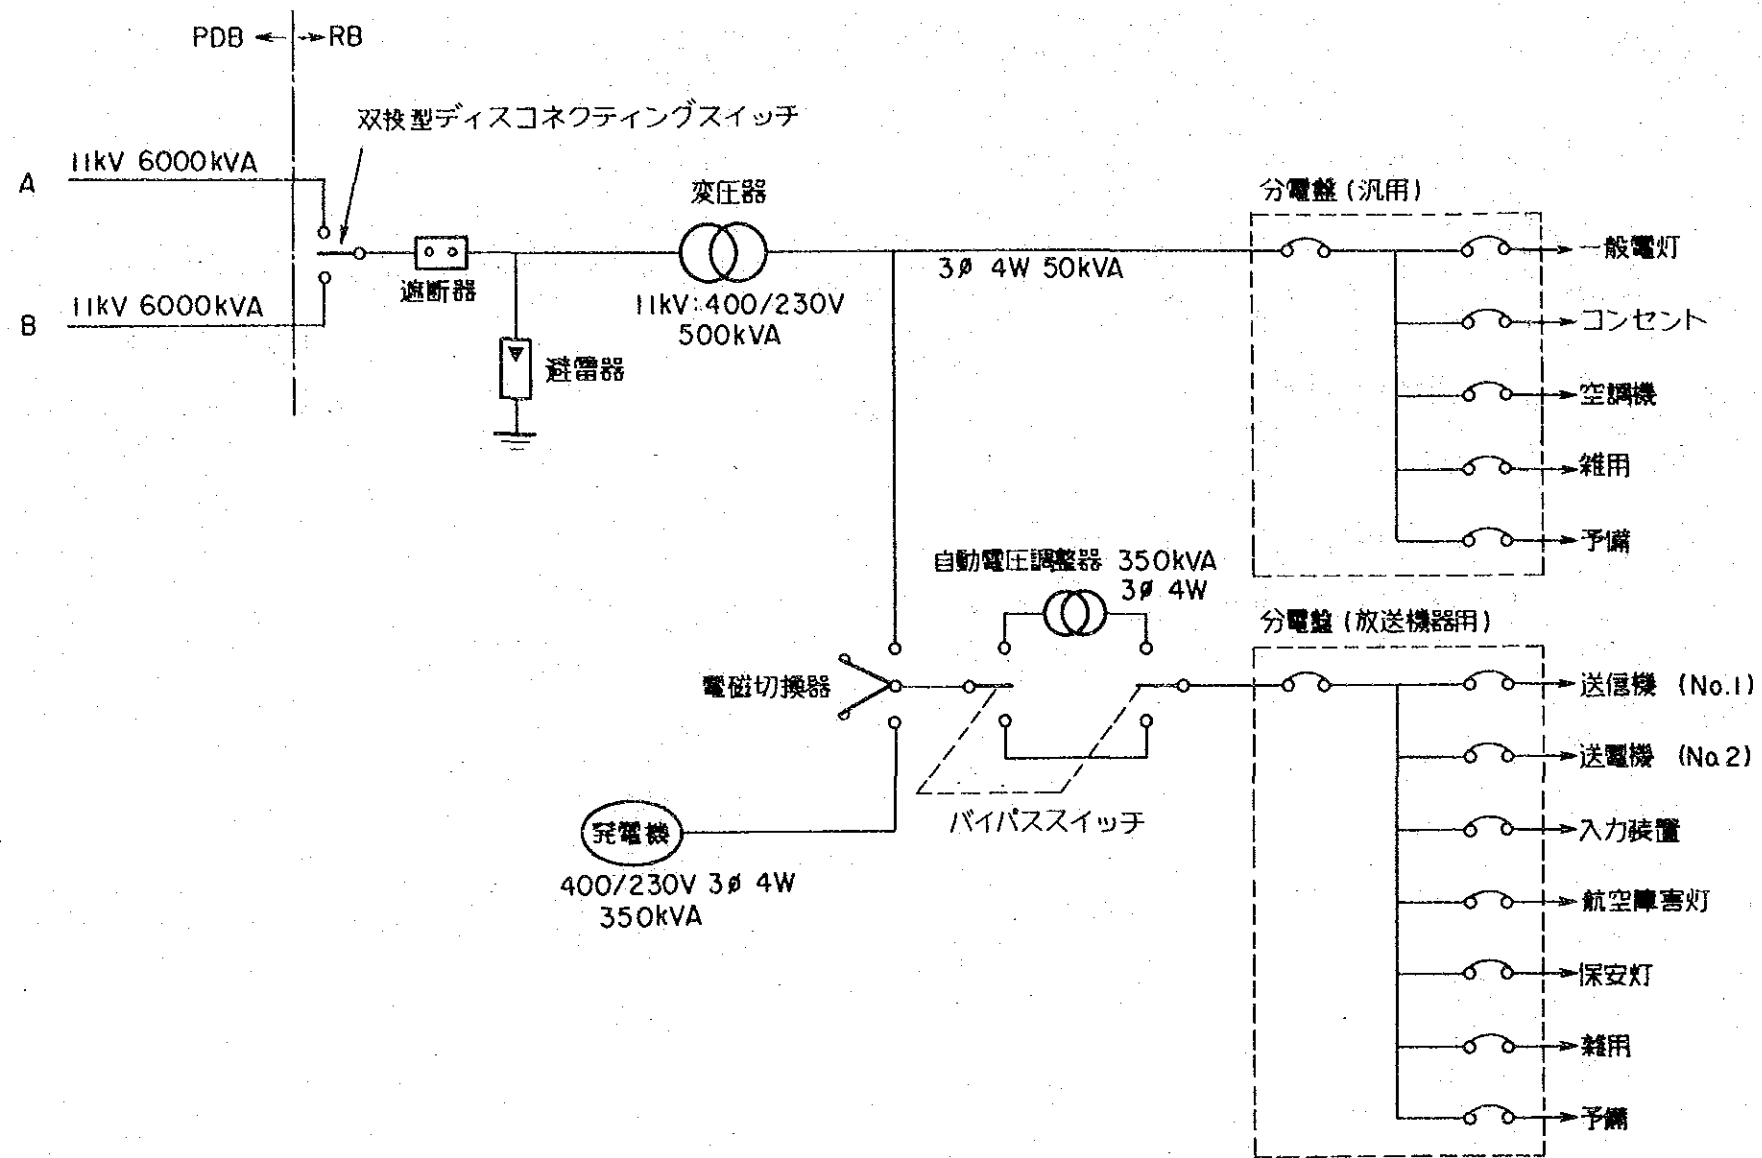 PDB ← → RB
双投型ディスコネクティングスイッチ
A
11kV 6000kVA
B
11kV 6000kVA
遮断器
避雷器
変圧器
11kV:400/230V
500kVA
3ø 4W 50kVA
分電盤 (汎用)
一般電灯
コンセント
空調機
雑用
予備
自動電圧調整器 350kVA
3ø 4W
電磁切換器
バイパススイッチ
発電機
400/230V 3ø 4W
350kVA
分電盤 (放送機器用)
送信機 (No.1)
送電機 (No.2)
入力装置
航空障害灯
保安灯
雑用
予備